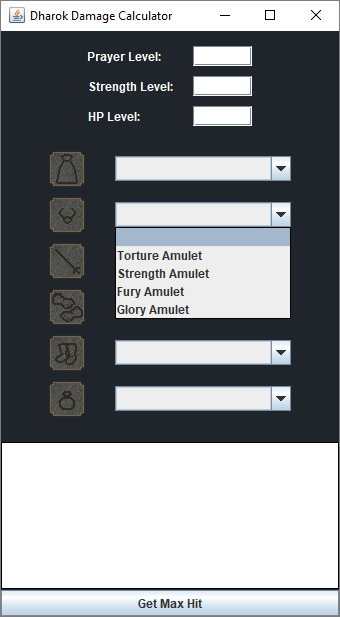 Dharok Damage Calculator
Prayer Level:
Strength Level:
HP Level:
Torture Amulet
Strength Amulet
Fury Amulet
Glory Amulet
Get Max Hit